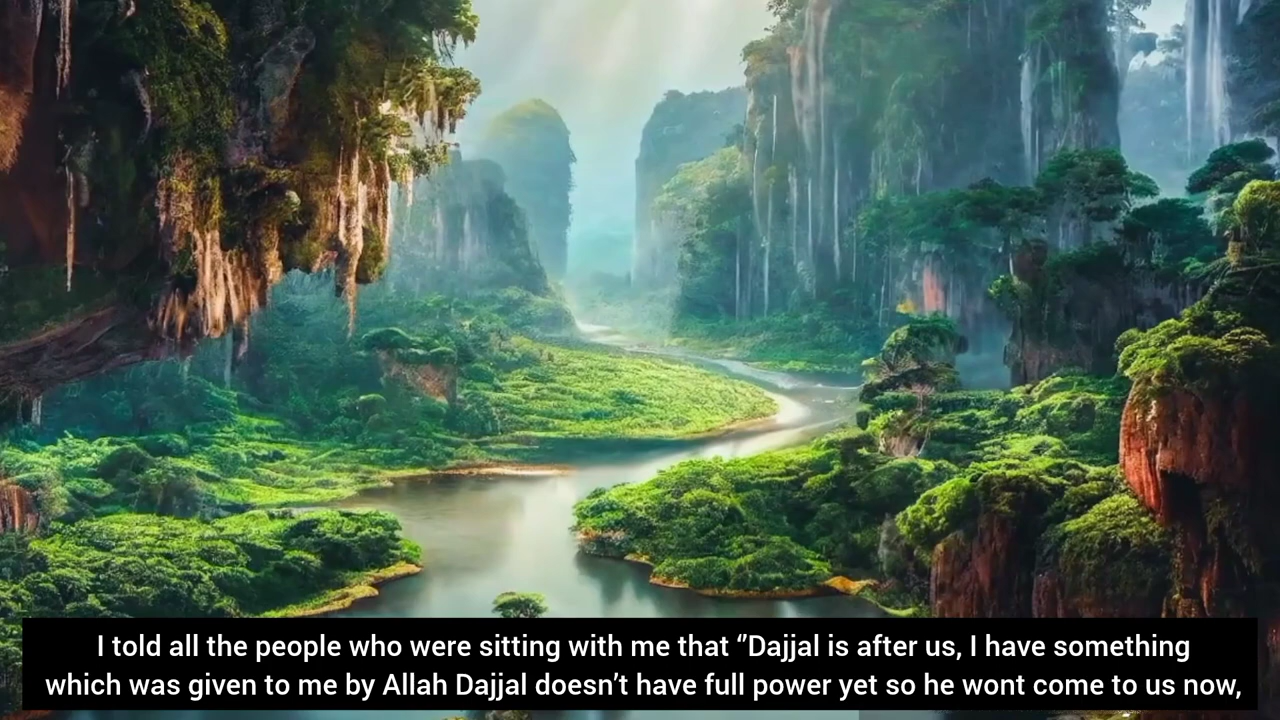 I told all the people who were sitting with me that “Dajjal is after us, I have something
which was given to me by Allah Dajjal doesn’t have full power yet so he wont come to us now,